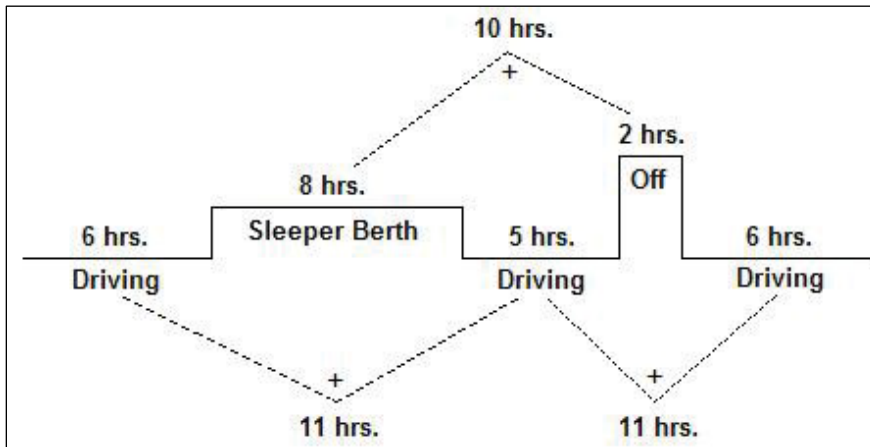 10 hrs.
+
2 hrs.
8 hrs.
Off
6 hrs.
Sleeper Berth
5 hrs.
6 hrs.
Driving
Driving
Driving
+
+
11 hrs.
11 hrs.